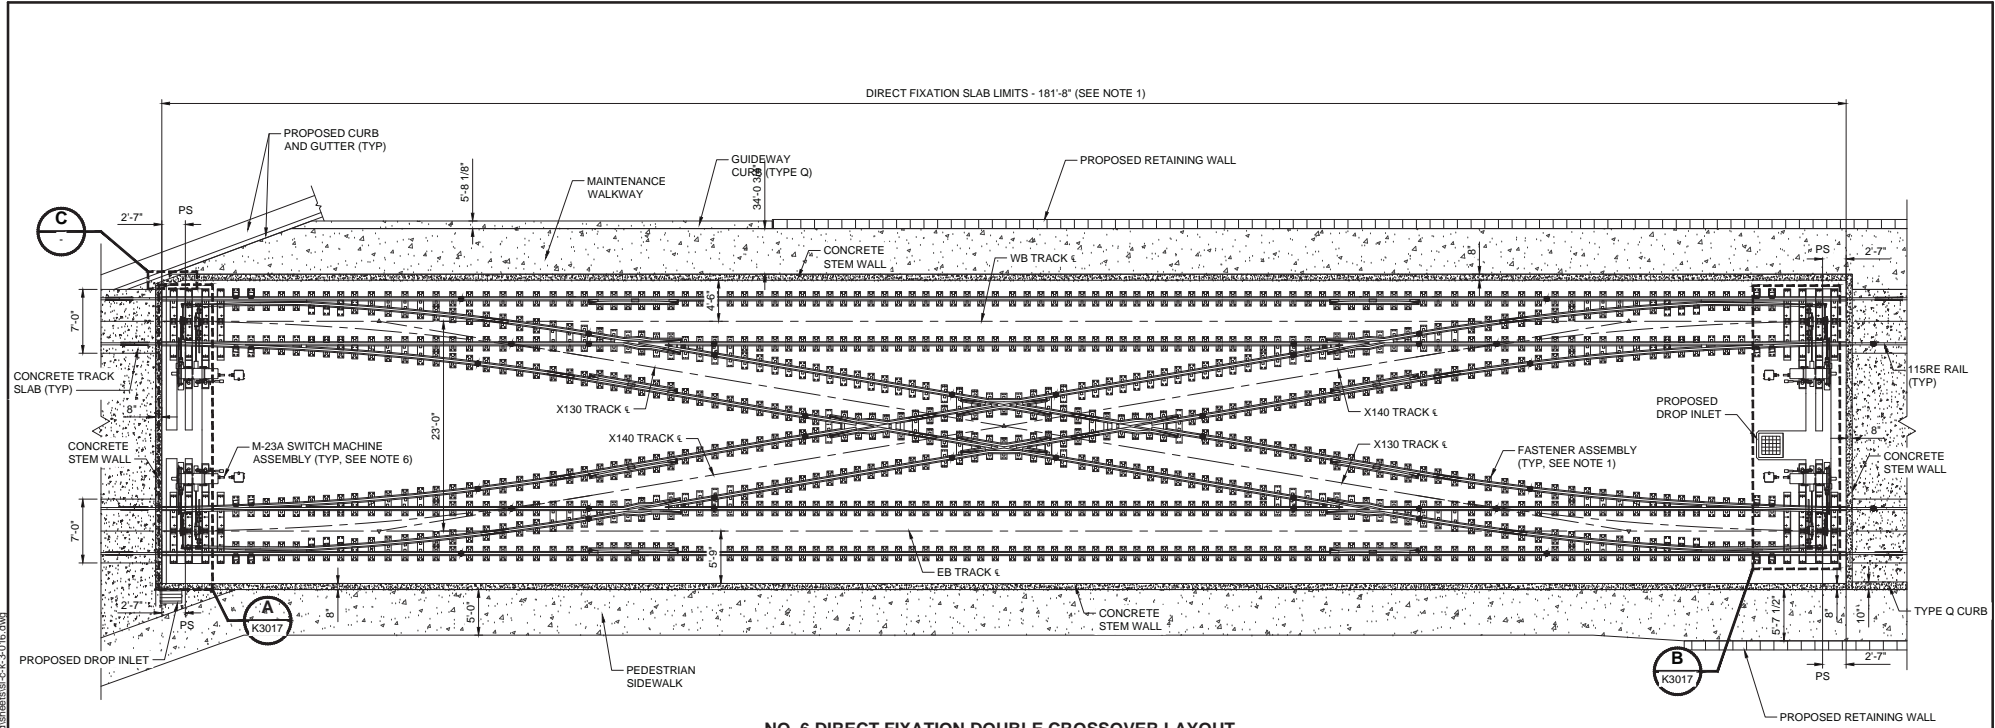 DIRECT FIXATION SLAB LIMITS - 181'-8" (SEE NOTE 1)
PROPOSED CURB
AND GUTTER (TYP)
GUIDEWAY
CURB (TYPE Q)
PROPOSED RETAINING WALL
MAINTENANCE
WALKWAY
5'-8 1/8"
C
-
2'-7"
PS
CONCRETE
STEM WALL
WB TRACK ℄
8"
PS
2'-7"
7'-0"
4'-6"
CONCRETE TRACK
SLAB (TYP)
115RE RAIL
(TYP)
8"
X130 TRACK ℄
X140 TRACK ℄
PROPOSED
DROP INLET
23'-0"
CONCRETE
STEM WALL
M-23A SWITCH MACHINE
ASSEMBLY (TYP, SEE NOTE 6)
X140 TRACK ℄
X130 TRACK ℄
FASTENER ASSEMBLY
(TYP, SEE NOTE 1)
8"
CONCRETE
STEM WALL
7'-0"
5'-9"
EB TRACK ℄
2'-7"
PS
A
K3017
8"
5'-0"
CONCRETE
STEM WALL
5'-7 1/2"
8"
10"
TYPE Q CURB
PROPOSED DROP INLET
PEDESTRIAN
SIDEWALK
B
K3017
2'-7"
PS
PROPOSED RETAINING WALL
NO. 6 DIRECT FIXATION DOUBLE CROSSOVER LAYOUT